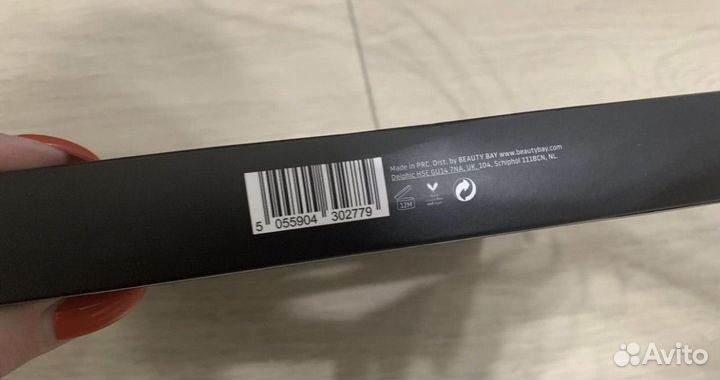 Made in PRC, Dist. by BEAUTY BAY www.beautybay.com
Delphic HSE GU14 7NA, UK, 1D4, Schiphol 1118CN, NL.
12M
5 055904 302779
Avito